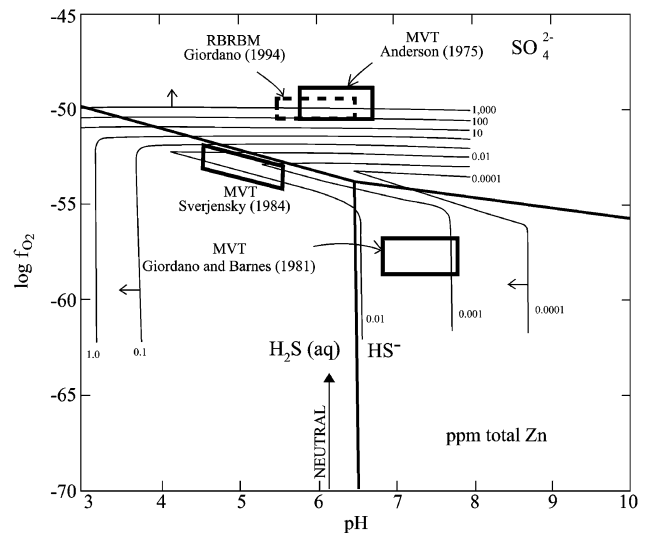 -45
RBRBM
Giordano (1994)
MVT
Anderson (1975)
SO₄²⁻
-50
1,000
100
10
0.01
0.0001
MVT
Sverjensky (1984)
-55
log fO₂
MVT
Giordano and Barnes (1981)
-60
0.01
0.001
0.0001
1.0
0.1
H₂S (aq)
HS⁻
-65
NEUTRAL
ppm total Zn
-70
3 4 5 6 7 8 9 10
pH